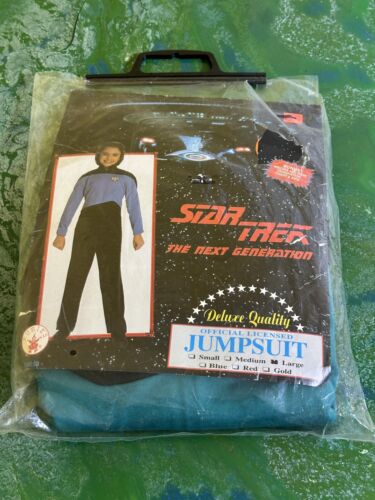 STAR TREK
THE NEXT GENERATION
Deluxe Quality
OFFICIAL LICENSED
JUMPSUIT
Small Medium Large
Blue Red Gold